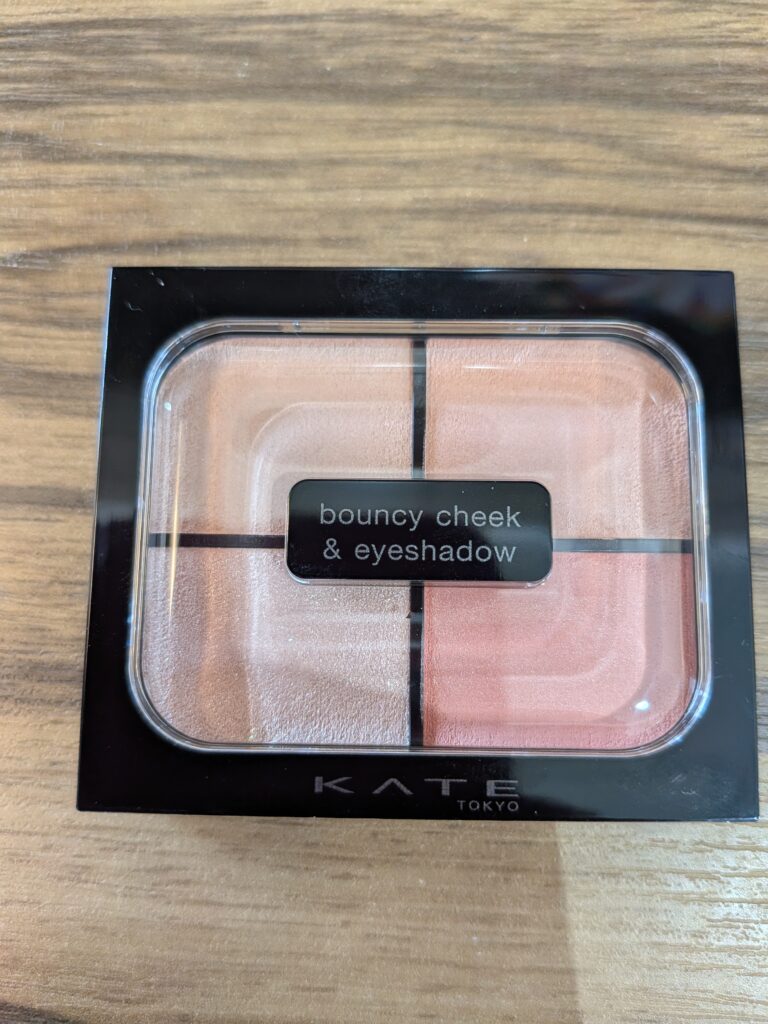 bouncy cheek
& eyeshadow
KATE
TOKYO